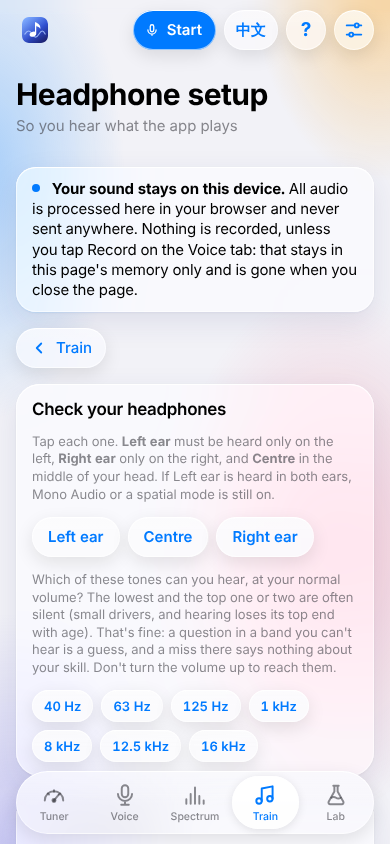 Start
中文
?
Headphone setup
So you hear what the app plays
Your sound stays on this device. All audio
is processed here in your browser and never
sent anywhere. Nothing is recorded, unless
you tap Record on the Voice tab: that stays in
this page's memory only and is gone when you
close the page.
Train
Check your headphones
Tap each one. Left ear must be heard only on the
left, Right ear only on the right, and Centre in the
middle of your head. If Left ear is heard in both ears,
Mono Audio or a spatial mode is still on.
Left ear
Centre
Right ear
Which of these tones can you hear, at your normal
volume? The lowest and the top one or two are often
silent (small drivers, and hearing loses its top end
with age). That's fine: a question in a band you can't
hear is a guess, and a miss there says nothing about
your skill. Don't turn the volume up to reach them.
40 Hz
63 Hz
125 Hz
1 kHz
8 kHz
12.5 kHz
16 kHz
Tuner
Voice
Spectrum
Train
Lab